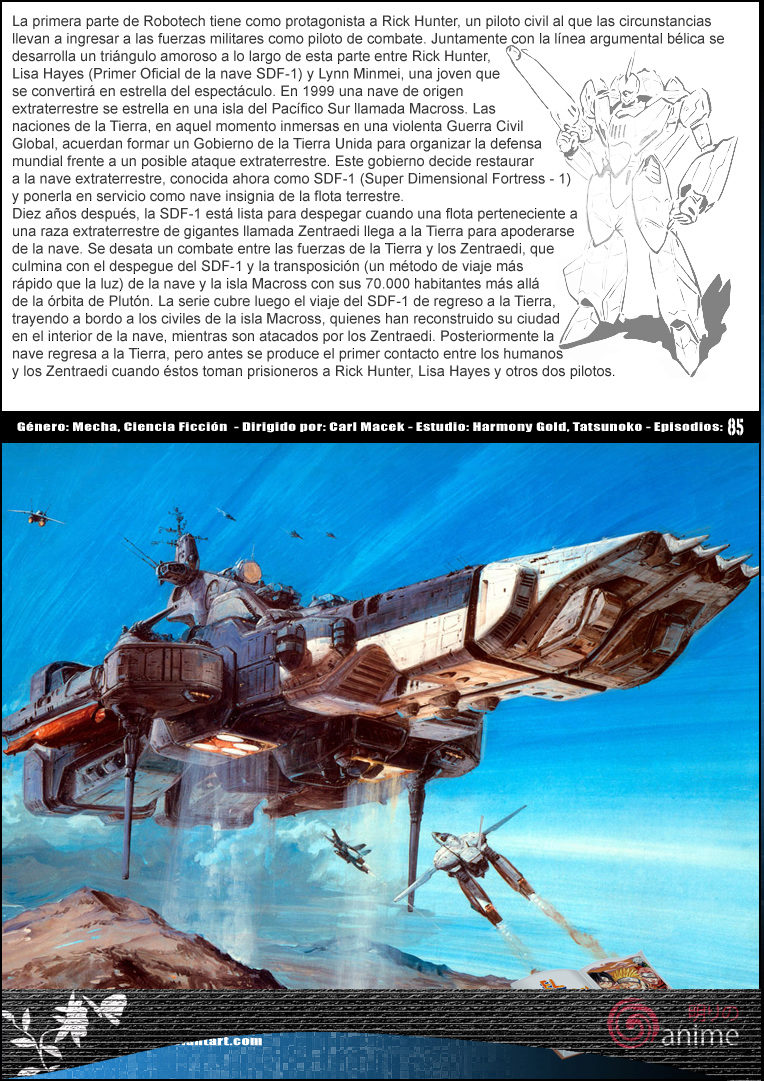 La primera parte de Robotech tiene como protagonista a Rick Hunter, un piloto civil al que las circunstancias
llevan a ingresar a las fuerzas militares como piloto de combate. Juntamente con la línea argumental bélica se
desarrolla un triángulo amoroso a lo largo de esta parte entre Rick Hunter,
Lisa Hayes (Primer Oficial de la nave SDF-1) y Lynn Minmei, una joven que
se convertirá en estrella del espectáculo. En 1999 una nave de origen
extraterrestre se estrella en una isla del Pacífico Sur llamada Macross. Las
naciones de la Tierra, en aquel momento inmersas en una violenta Guerra Civil
Global, acuerdan formar un Gobierno de la Tierra Unida para organizar la defensa
mundial frente a un posible ataque extraterrestre. Este gobierno decide restaurar
a la nave extraterrestre, conocida ahora como SDF-1 (Super Dimensional Fortress - 1)
y ponerla en servicio como nave insignia de la flota terrestre.
Diez años después, la SDF-1 está lista para despegar cuando una flota perteneciente a
una raza extraterrestre de gigantes llamada Zentraedi llega a la Tierra para apoderarse
de la nave. Se desata un combate entre las fuerzas de la Tierra y los Zentraedi, que
culmina con el despegue del SDF-1 y la transposición (un método de viaje más
rápido que la luz) de la nave y la isla Macross con sus 70.000 habitantes más allá
de la órbita de Plutón. La serie cubre luego el viaje del SDF-1 de regreso a la Tierra,
trayendo a bordo a los civiles de la isla Macross, quienes han reconstruido su ciudad
en el interior de la nave, mientras son atacados por los Zentraedi. Posteriormente la
nave regresa a la Tierra, pero antes se produce el primer contacto entre los humanos
y los Zentraedi cuando éstos toman prisioneros a Rick Hunter, Lisa Hayes y otros dos pilotos.
Género: Mecha, Ciencia Ficción - Dirigido por: Carl Macek - Estudio: Harmony Gold, Tatsunoko - Episodios: 85
anime